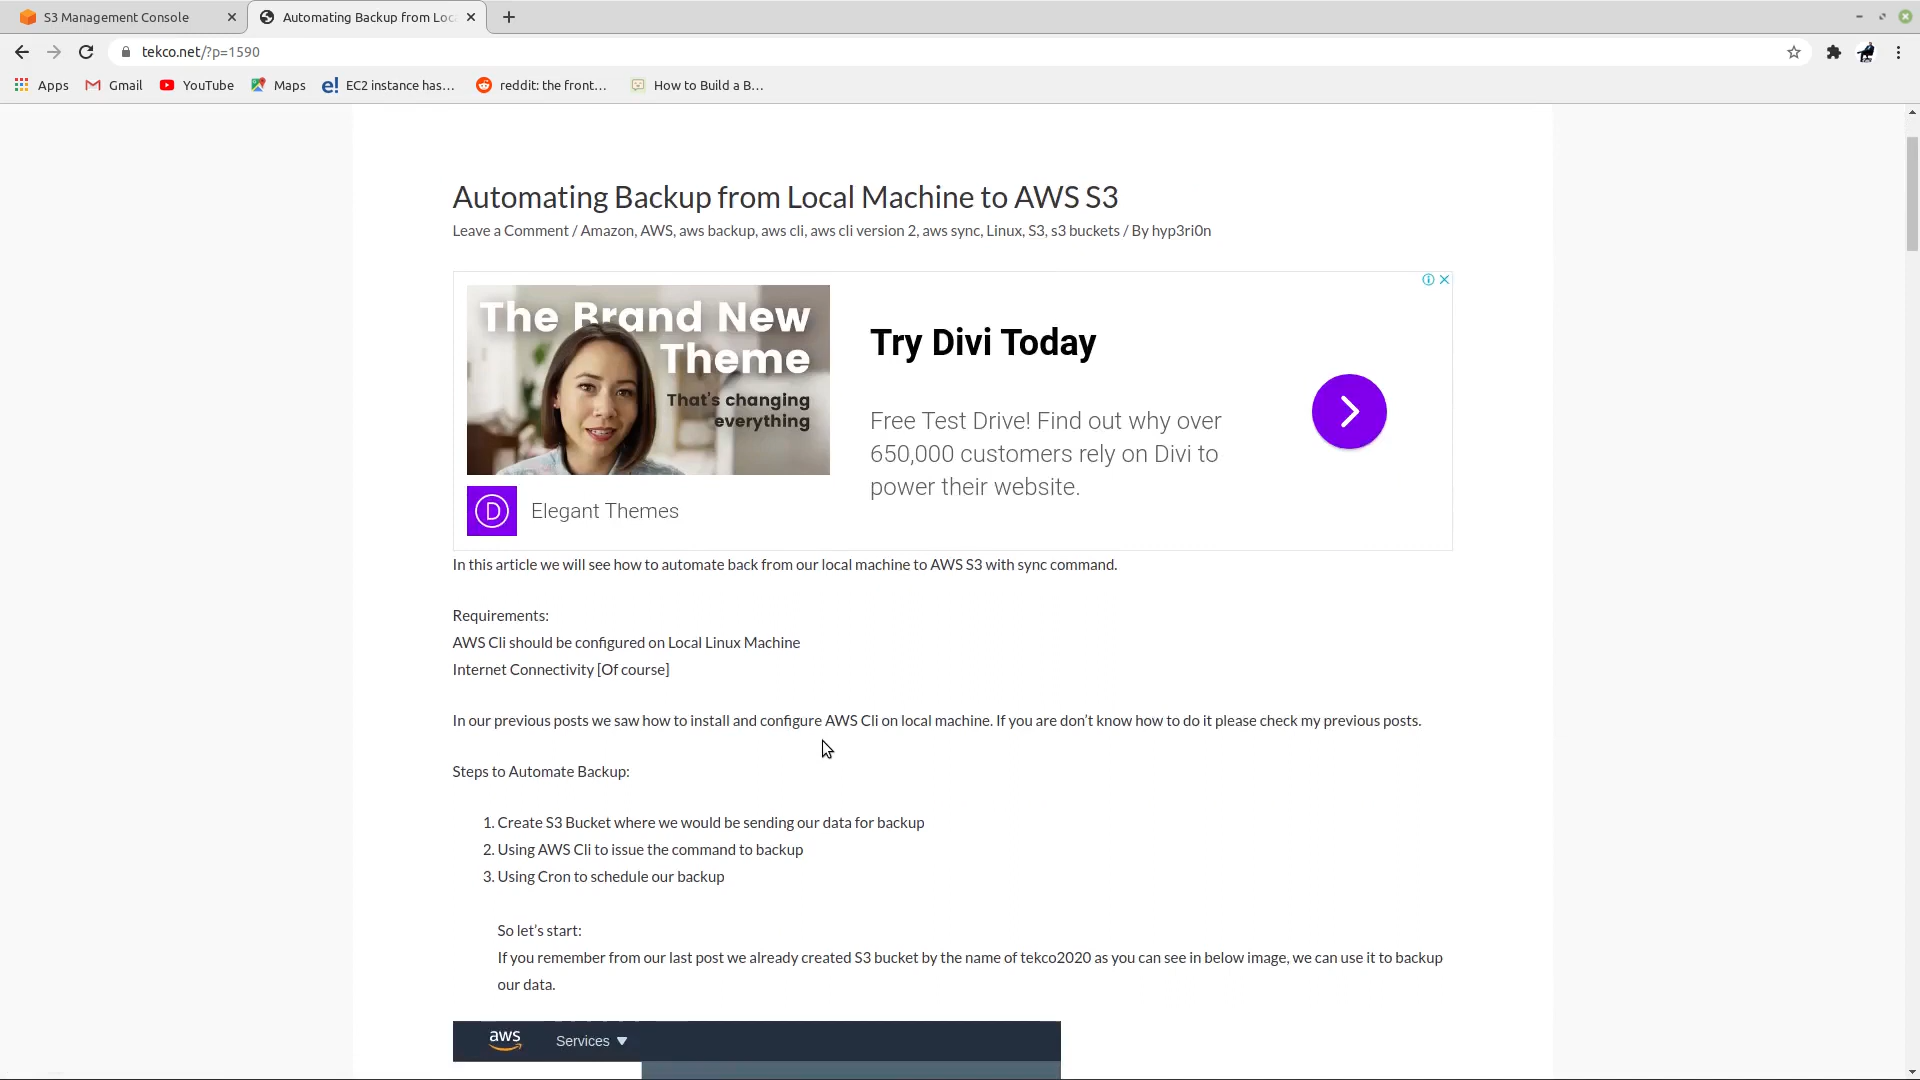 S3 Management Console
Automating Backup from Loc
tekco.net/?p=1590
Apps
Gmail
YouTube
Maps
e! EC2 instance has...
reddit: the front...
How to Build a B...
Automating Backup from Local Machine to AWS S3
Leave a Comment / Amazon, AWS, aws backup, aws cli, aws cli version 2, aws sync, Linux, S3, s3 buckets / By hyp3ri0n
The Brand New
Theme
That's changing
everything
Try Divi Today
Free Test Drive! Find out why over
650,000 customers rely on Divi to
power their website.
D
Elegant Themes
In this article we will see how to automate back from our local machine to AWS S3 with sync command.
Requirements:
AWS Cli should be configured on Local Linux Machine
Internet Connectivity [Of course]
In our previous posts we saw how to install and configure AWS Cli on local machine. If you are don't know how to do it please check my previous posts.
Steps to Automate Backup:
1. Create S3 Bucket where we would be sending our data for backup
2. Using AWS Cli to issue the command to backup
3. Using Cron to schedule our backup
So let's start:
If you remember from our last post we already created S3 bucket by the name of tekco2020 as you can see in below image, we can use it to backup
our data.
aws
Services